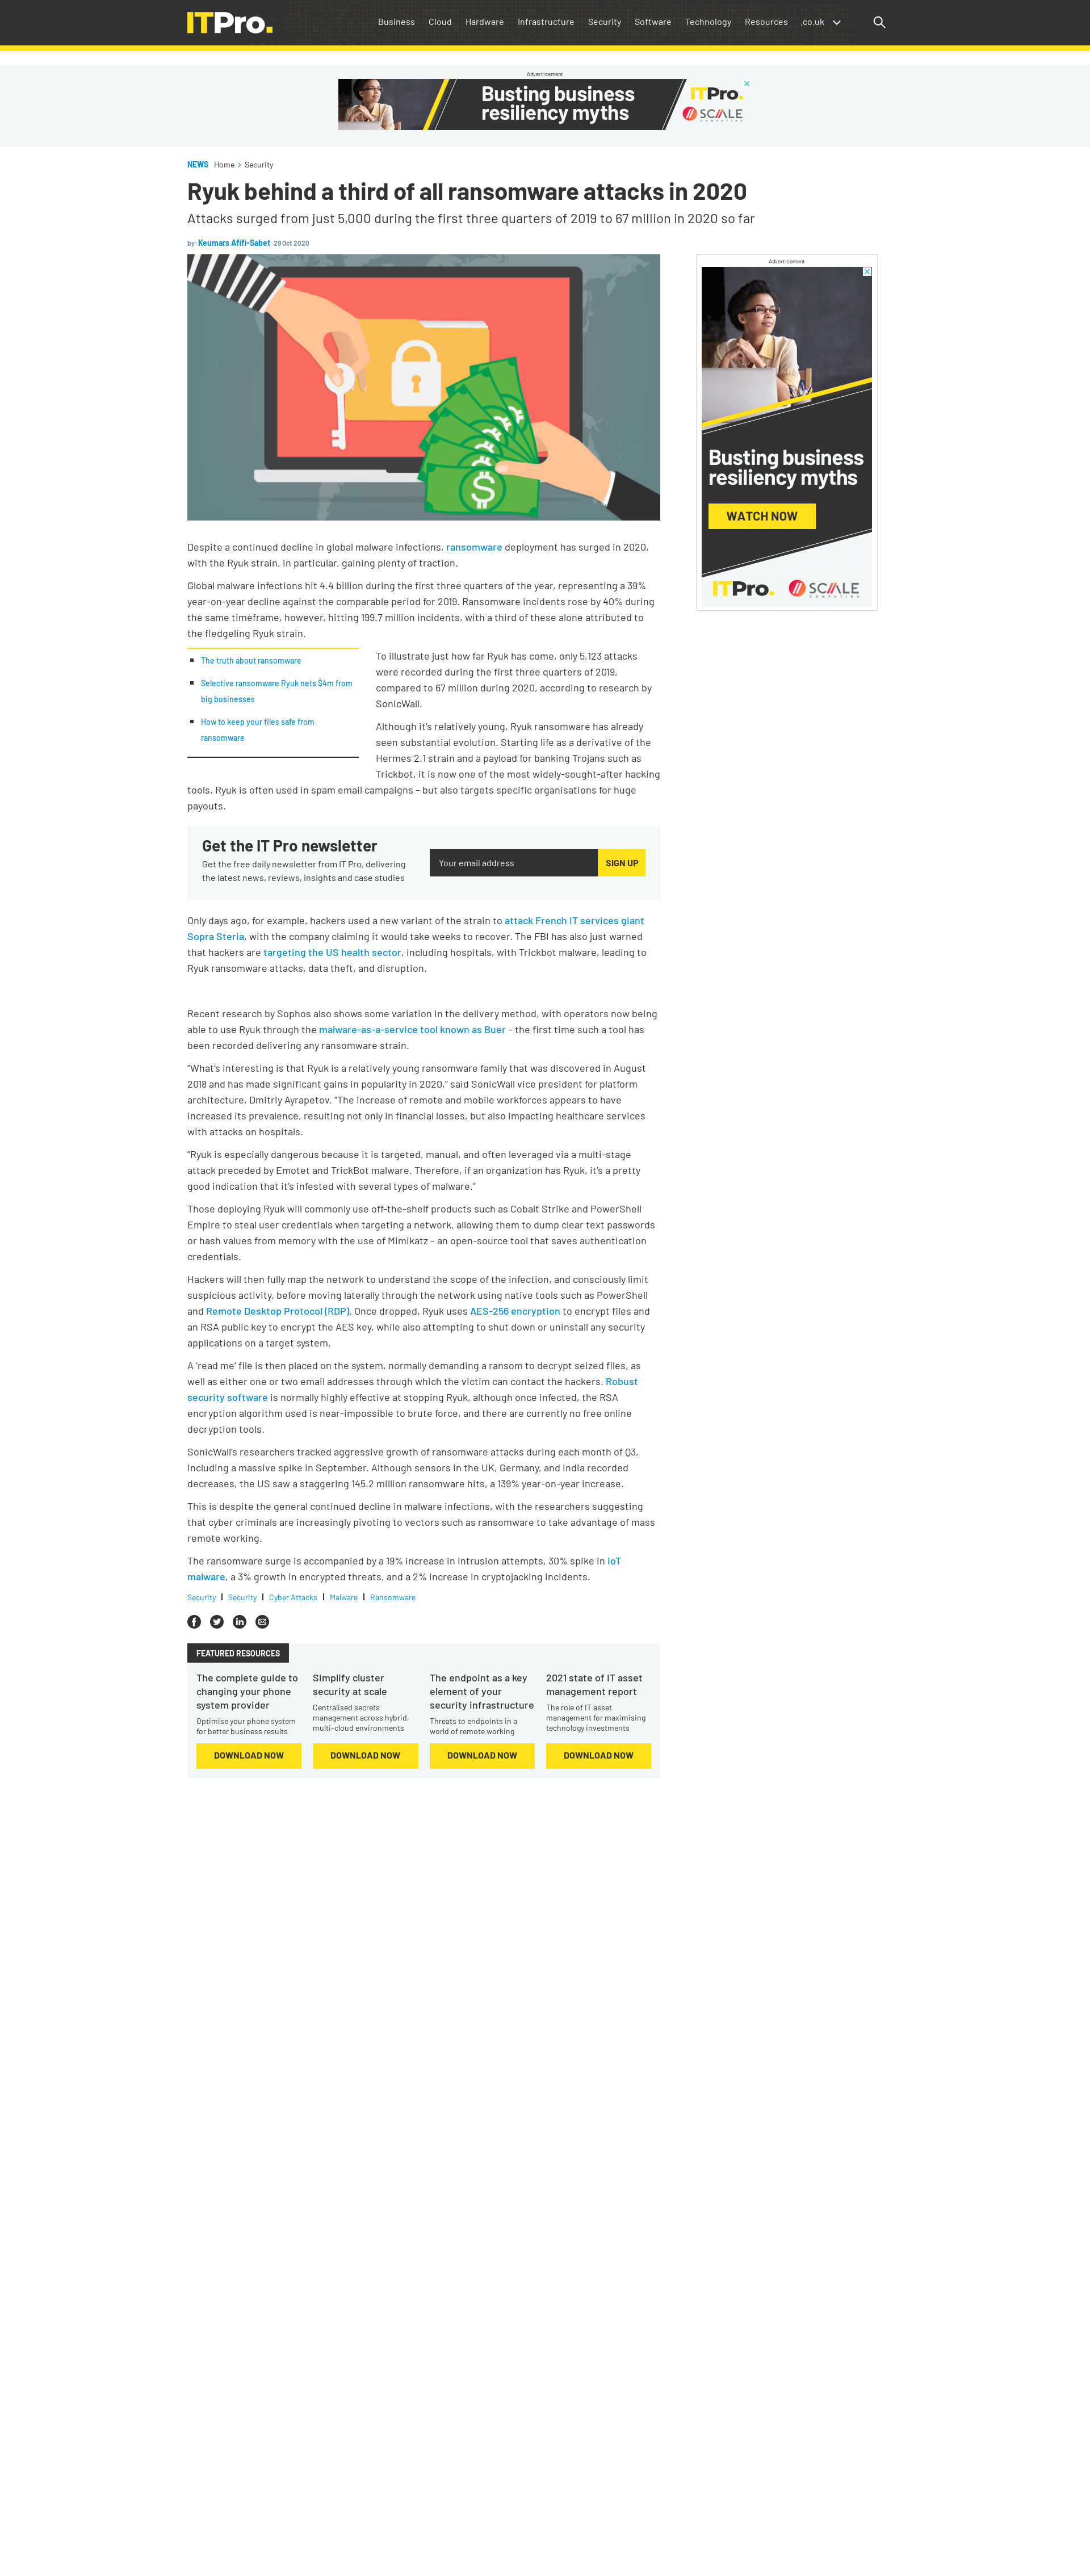 ITPro.
Business Cloud Hardware Infrastructure Security Software Technology Resources .co.uk
Advertisement
Busting business
resiliency myths
ITPro.
SCALE
COMPUTING
NEWS Home > Security
Ryuk behind a third of all ransomware attacks in 2020
Attacks surged from just 5,000 during the first three quarters of 2019 to 67 million in 2020 so far
by: Keumars Afifi-Sabet 29 Oct 2020
$
Advertisement
Busting business
resiliency myths
WATCH NOW
ITPro.
SCALE
COMPUTING
Despite a continued decline in global malware infections, ransomware deployment has surged in 2020,
with the Ryuk strain, in particular, gaining plenty of traction.
Global malware infections hit 4.4 billion during the first three quarters of the year, representing a 39%
year-on-year decline against the comparable period for 2019. Ransomware incidents rose by 40% during
the same timeframe, however, hitting 199.7 million incidents, with a third of these alone attributed to
the fledgeling Ryuk strain.
The truth about ransomware
Selective ransomware Ryuk nets $4m from
big businesses
How to keep your files safe from
ransomware
To illustrate just how far Ryuk has come, only 5,123 attacks
were recorded during the first three quarters of 2019,
compared to 67 million during 2020, according to research by
SonicWall.
Although it's relatively young, Ryuk ransomware has already
seen substantial evolution. Starting life as a derivative of the
Hermes 2.1 strain and a payload for banking Trojans such as
Trickbot, it is now one of the most widely-sought-after hacking
tools. Ryuk is often used in spam email campaigns – but also targets specific organisations for huge
payouts.
Get the IT Pro newsletter
Get the free daily newsletter from IT Pro, delivering
the latest news, reviews, insights and case studies
Your email address
SIGN UP
Only days ago, for example, hackers used a new variant of the strain to attack French IT services giant
Sopra Steria, with the company claiming it would take weeks to recover. The FBI has also just warned
that hackers are targeting the US health sector, including hospitals, with Trickbot malware, leading to
Ryuk ransomware attacks, data theft, and disruption.
Recent research by Sophos also shows some variation in the delivery method, with operators now being
able to use Ryuk through the malware-as-a-service tool known as Buer – the first time such a tool has
been recorded delivering any ransomware strain.
“What's interesting is that Ryuk is a relatively young ransomware family that was discovered in August
2018 and has made significant gains in popularity in 2020,” said SonicWall vice president for platform
architecture, Dmitriy Ayrapetov. “The increase of remote and mobile workforces appears to have
increased its prevalence, resulting not only in financial losses, but also impacting healthcare services
with attacks on hospitals.
“Ryuk is especially dangerous because it is targeted, manual, and often leveraged via a multi-stage
attack preceded by Emotet and TrickBot malware. Therefore, if an organization has Ryuk, it's a pretty
good indication that it's infested with several types of malware.”
Those deploying Ryuk will commonly use off-the-shelf products such as Cobalt Strike and PowerShell
Empire to steal user credentials when targeting a network, allowing them to dump clear text passwords
or hash values from memory with the use of Mimikatz – an open-source tool that saves authentication
credentials.
Hackers will then fully map the network to understand the scope of the infection, and consciously limit
suspicious activity, before moving laterally through the network using native tools such as PowerShell
and Remote Desktop Protocol (RDP). Once dropped, Ryuk uses AES-256 encryption to encrypt files and
an RSA public key to encrypt the AES key, while also attempting to shut down or uninstall any security
applications on a target system.
A ‘read me’ file is then placed on the system, normally demanding a ransom to decrypt seized files, as
well as either one or two email addresses through which the victim can contact the hackers. Robust
security software is normally highly effective at stopping Ryuk, although once infected, the RSA
encryption algorithm used is near-impossible to brute force, and there are currently no free online
decryption tools.
SonicWall's researchers tracked aggressive growth of ransomware attacks during each month of Q3,
including a massive spike in September. Although sensors in the UK, Germany, and India recorded
decreases, the US saw a staggering 145.2 million ransomware hits, a 139% year-on-year increase.
This is despite the general continued decline in malware infections, with the researchers suggesting
that cyber criminals are increasingly pivoting to vectors such as ransomware to take advantage of mass
remote working.
The ransomware surge is accompanied by a 19% increase in intrusion attempts, 30% spike in IoT
malware, a 3% growth in encrypted threats, and a 2% increase in cryptojacking incidents.
Security | Security | Cyber Attacks | Malware | Ransomware
FEATURED RESOURCES
The complete guide to
changing your phone
system provider
Optimise your phone system
for better business results
DOWNLOAD NOW
Simplify cluster
security at scale
Centralised secrets
management across hybrid,
multi-cloud environments
DOWNLOAD NOW
The endpoint as a key
element of your
security infrastructure
Threats to endpoints in a
world of remote working
DOWNLOAD NOW
2021 state of IT asset
management report
The role of IT asset
management for maximising
technology investments
DOWNLOAD NOW